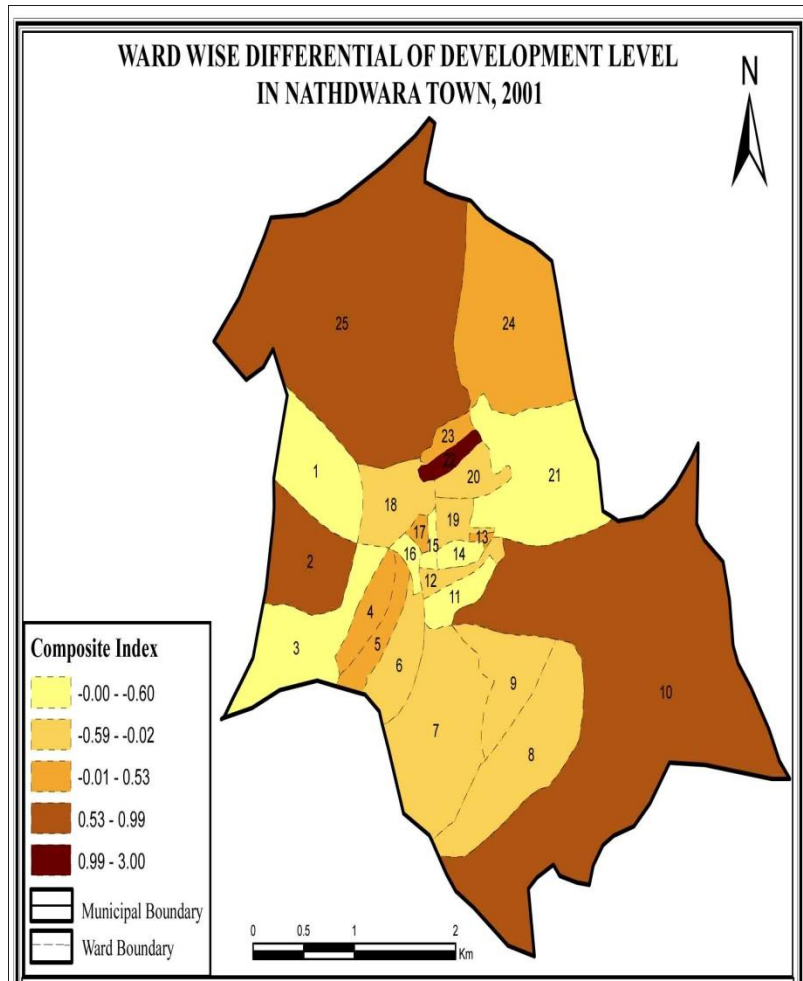 WARD WISE DIFFERENTIAL OF DEVELOPMENT LEVEL
IN NATHDWARA TOWN, 2001
N
25
24
23
22
1
21
20
18
19
17
13
15
16
14
2
12
11
4
3
5
6
9
10
7
8
Composite Index
-0.00 - -0.60
-0.59 - -0.02
-0.01 - 0.53
0.53 - 0.99
0.99 - 3.00
Municipal Boundary
Ward Boundary
0 0.5 1 2
Km